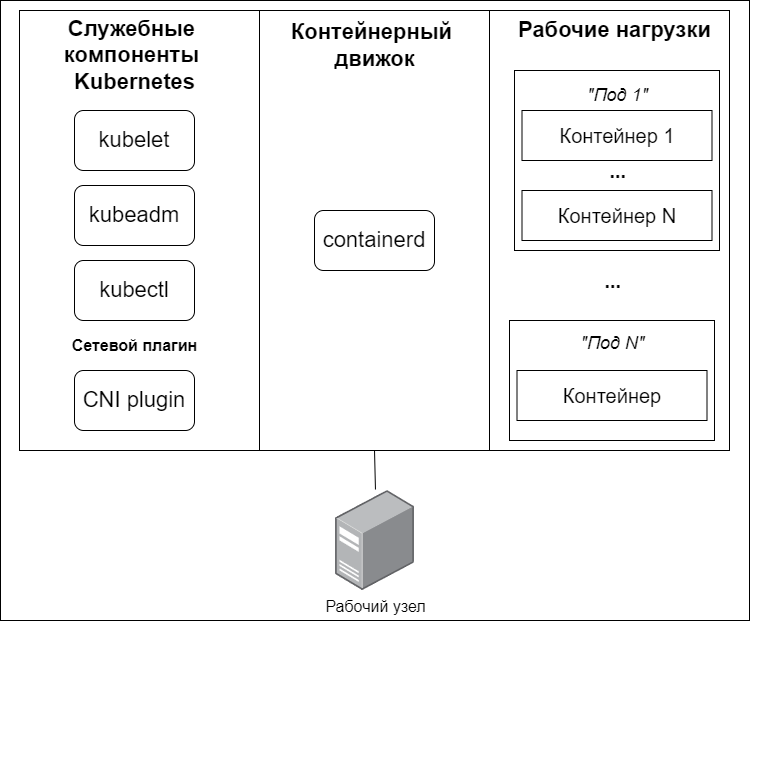 Служебные
компоненты
Kubernetes
kubelet
kubeadm
kubectl
Сетевой плагин
CNI plugin
Контейнерный
движок
containerd
Рабочие нагрузки
"Под 1"
Контейнер 1
...
Контейнер N
...
"Под N"
Контейнер
Рабочий узел